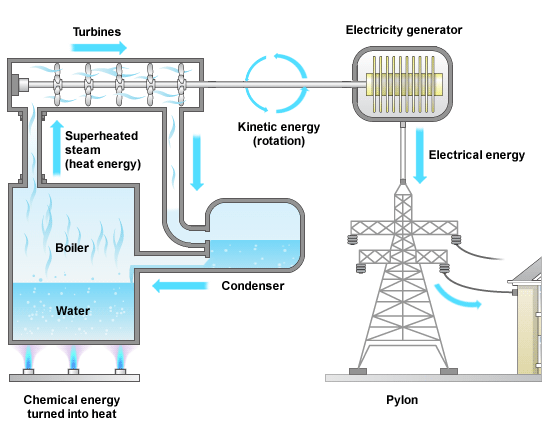 Turbines
Electricity generator
Kinetic energy
(rotation)
Superheated
steam
(heat energy)
Electrical energy
Boiler
Condenser
Water
Chemical energy
turned into heat
Pylon